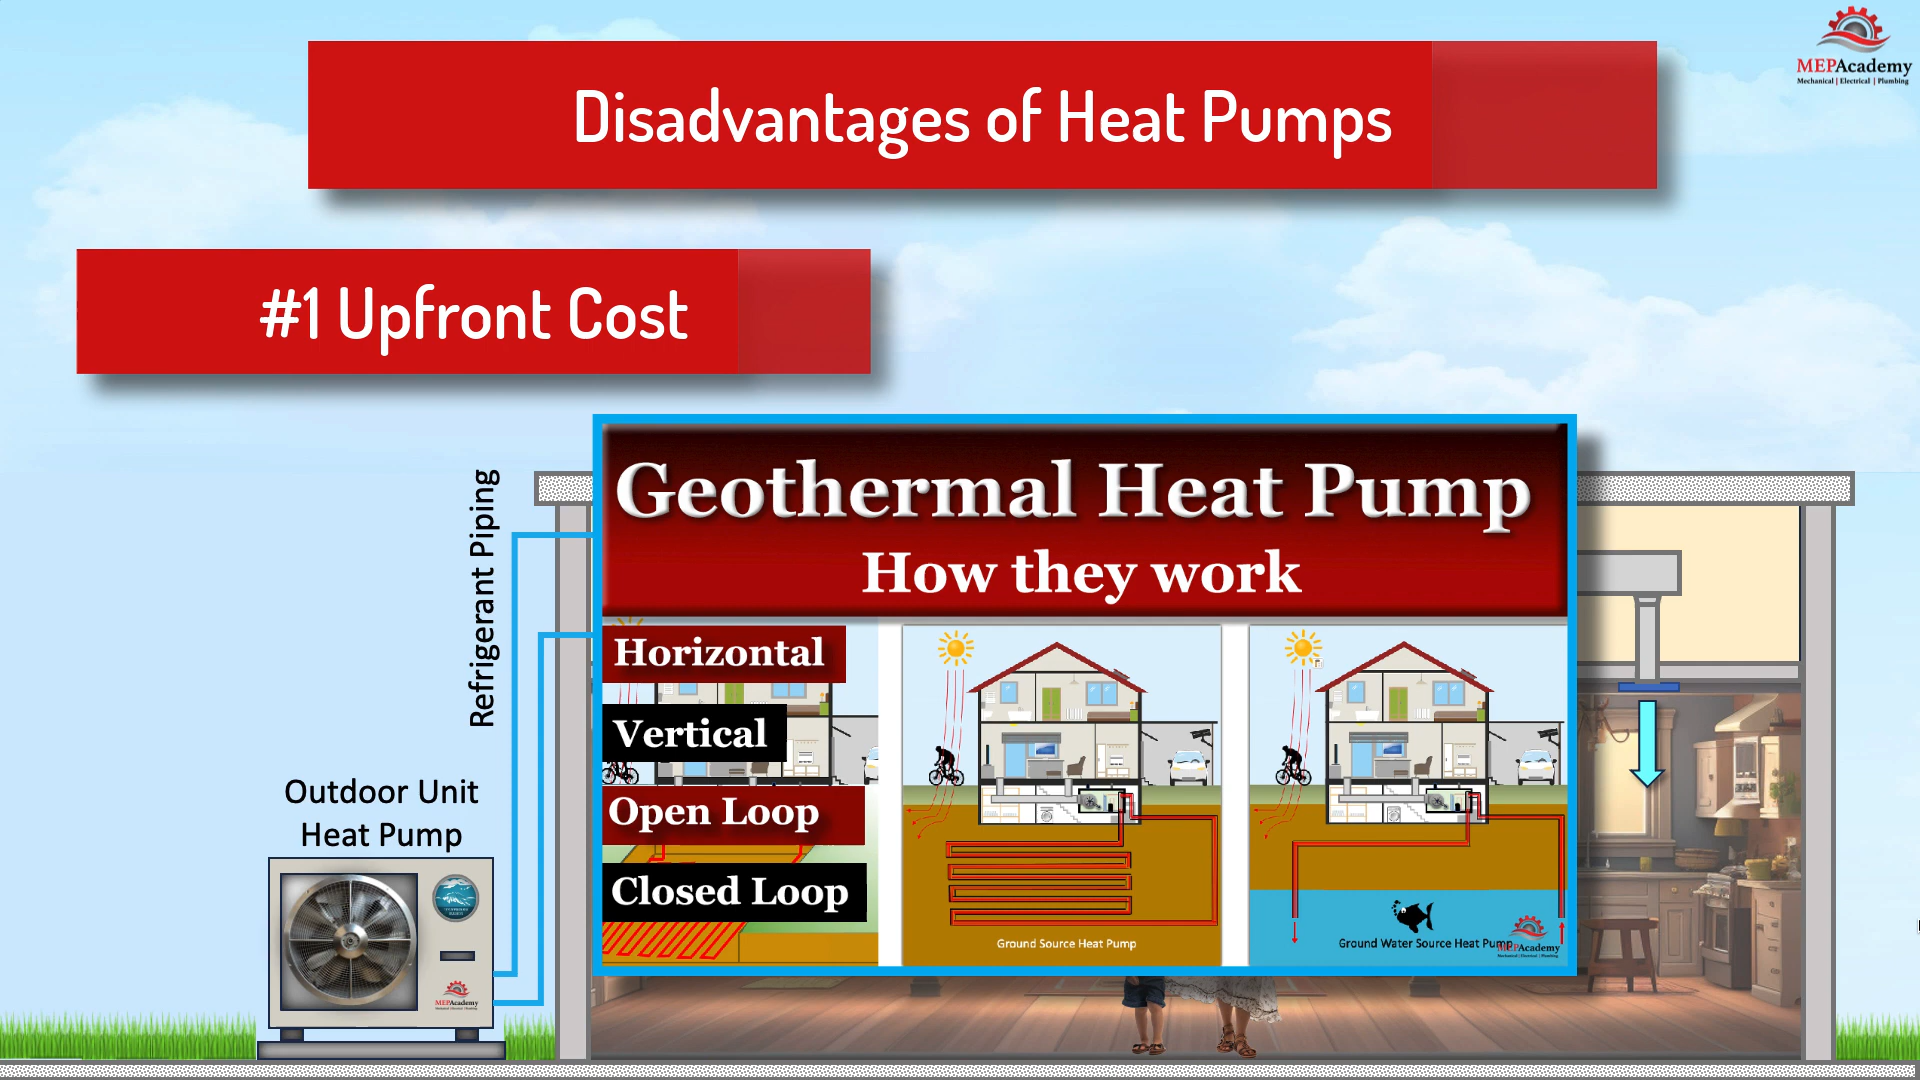 MEPAcademy
Mechanical | Electrical | Plumbing
Disadvantages of Heat Pumps
#1 Upfront Cost
Refrigerant Piping
Outdoor Unit
Heat Pump
MEPAcademy
Geothermal Heat Pump
How they work
Horizontal
Vertical
Open Loop
Closed Loop
Ground Source Heat Pump
Ground Water Source Heat Pump
MEPAcademy